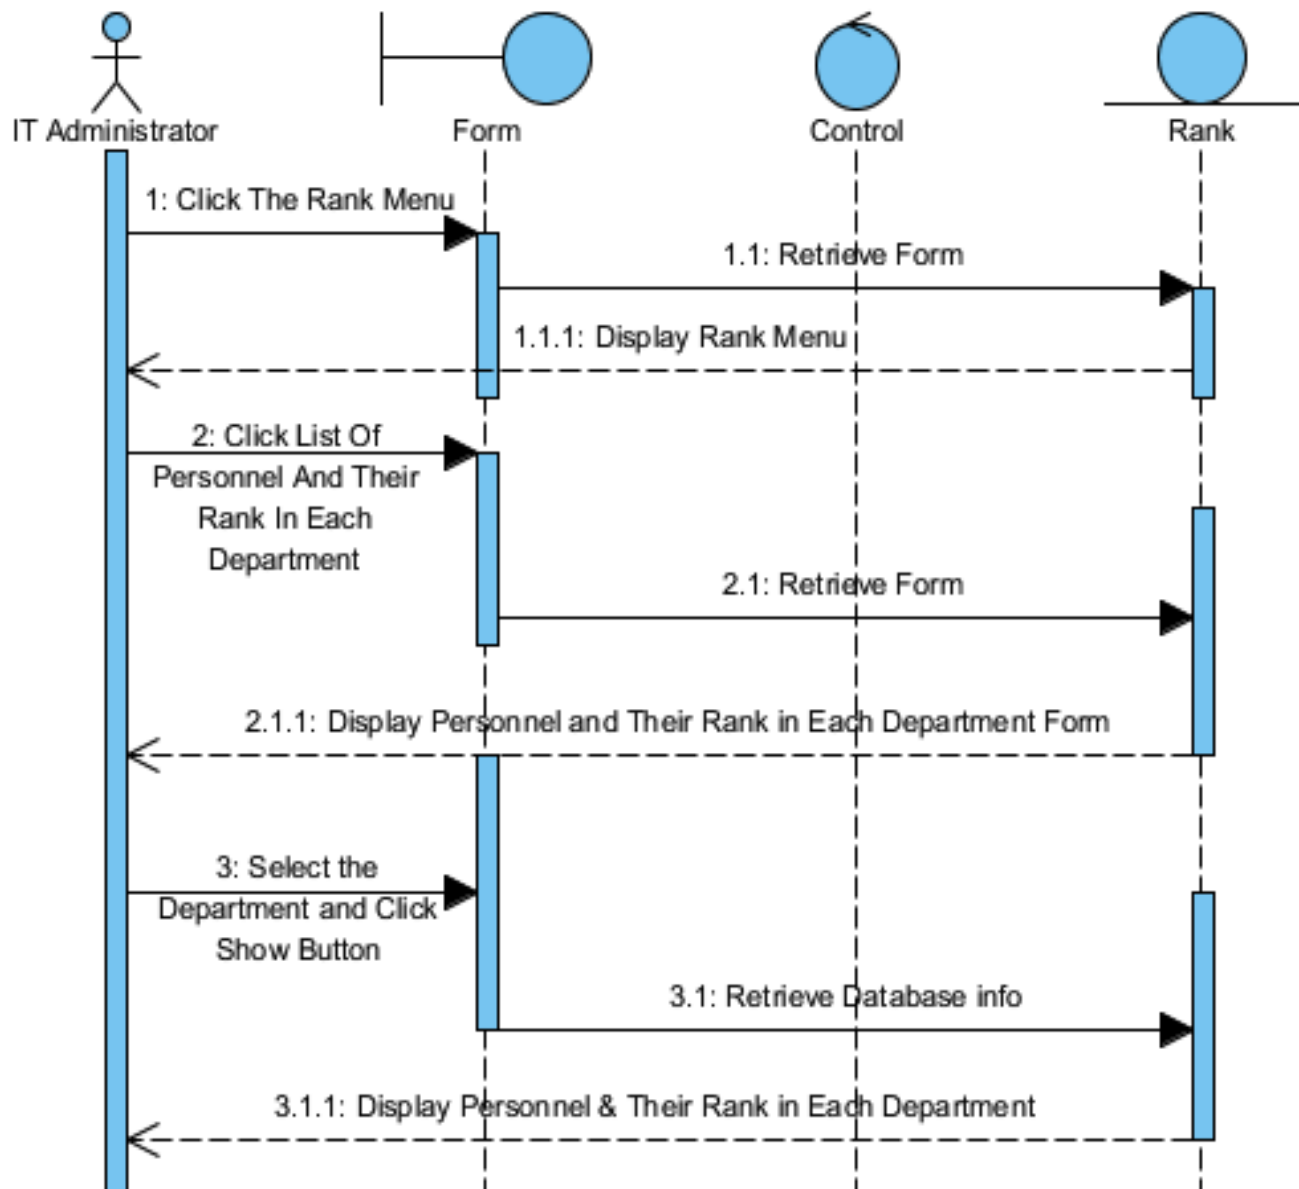 IT Administrator
Form
Control
Rank
1: Click The Rank Menu
1.1: Retrieve Form
1.1.1: Display Rank Menu
2: Click List Of
Personnel And Their
Rank In Each
Department
2.1: Retrieve Form
2.1.1: Display Personnel and Their Rank in Each Department Form
3: Select the
Department and Click
Show Button
3.1: Retrieve Database info
3.1.1: Display Personnel & Their Rank in Each Department